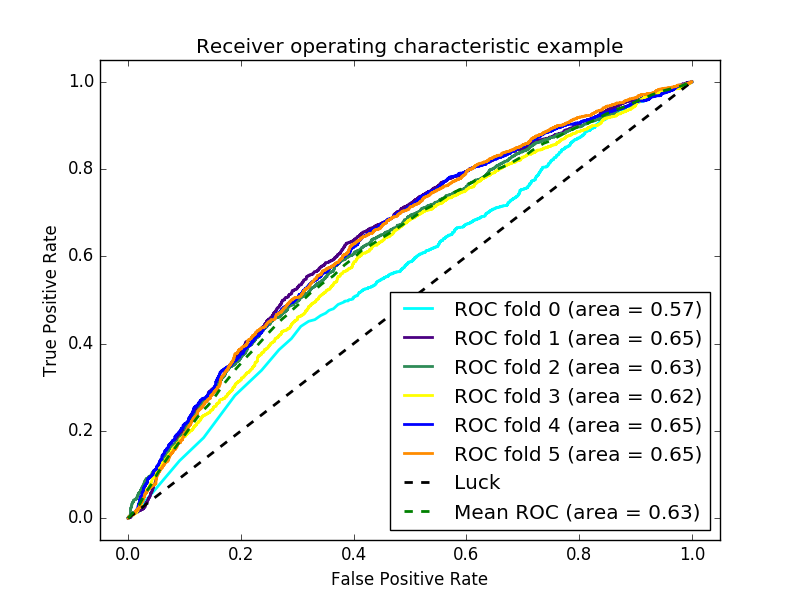 Receiver operating characteristic example
True Positive Rate
1.0
0.8
0.6
0.4
0.2
0.0
ROC fold 0 (area = 0.57)
ROC fold 1 (area = 0.65)
ROC fold 2 (area = 0.63)
ROC fold 3 (area = 0.62)
ROC fold 4 (area = 0.65)
ROC fold 5 (area = 0.65)
Luck
Mean ROC (area = 0.63)
0.0 0.2 0.4 0.6 0.8 1.0
False Positive Rate